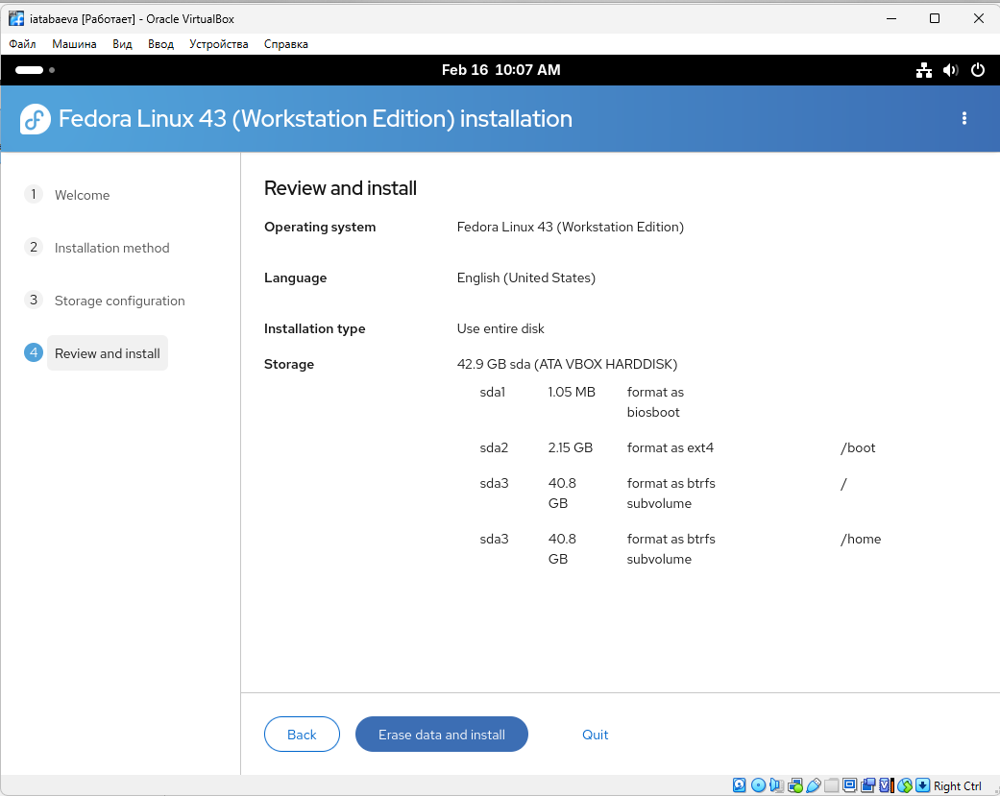 iatabaeva [Работает] - Oracle VirtualBox
Файл Машина Вид Ввод Устройства Справка
Feb 16 10:07 AM
Fedora Linux 43 (Workstation Edition) installation
1 Welcome
2 Installation method
3 Storage configuration
4 Review and install
Review and install
Operating system Fedora Linux 43 (Workstation Edition)
Language English (United States)
Installation type Use entire disk
Storage 42.9 GB sda (ATA VBOX HARDDISK)
sda1 1.05 MB format as
biosboot
sda2 2.15 GB format as ext4 /boot
sda3 40.8 format as btrfs /
GB subvolume
sda3 40.8 format as btrfs /home
GB subvolume
Back Erase data and install Quit
Right Ctrl